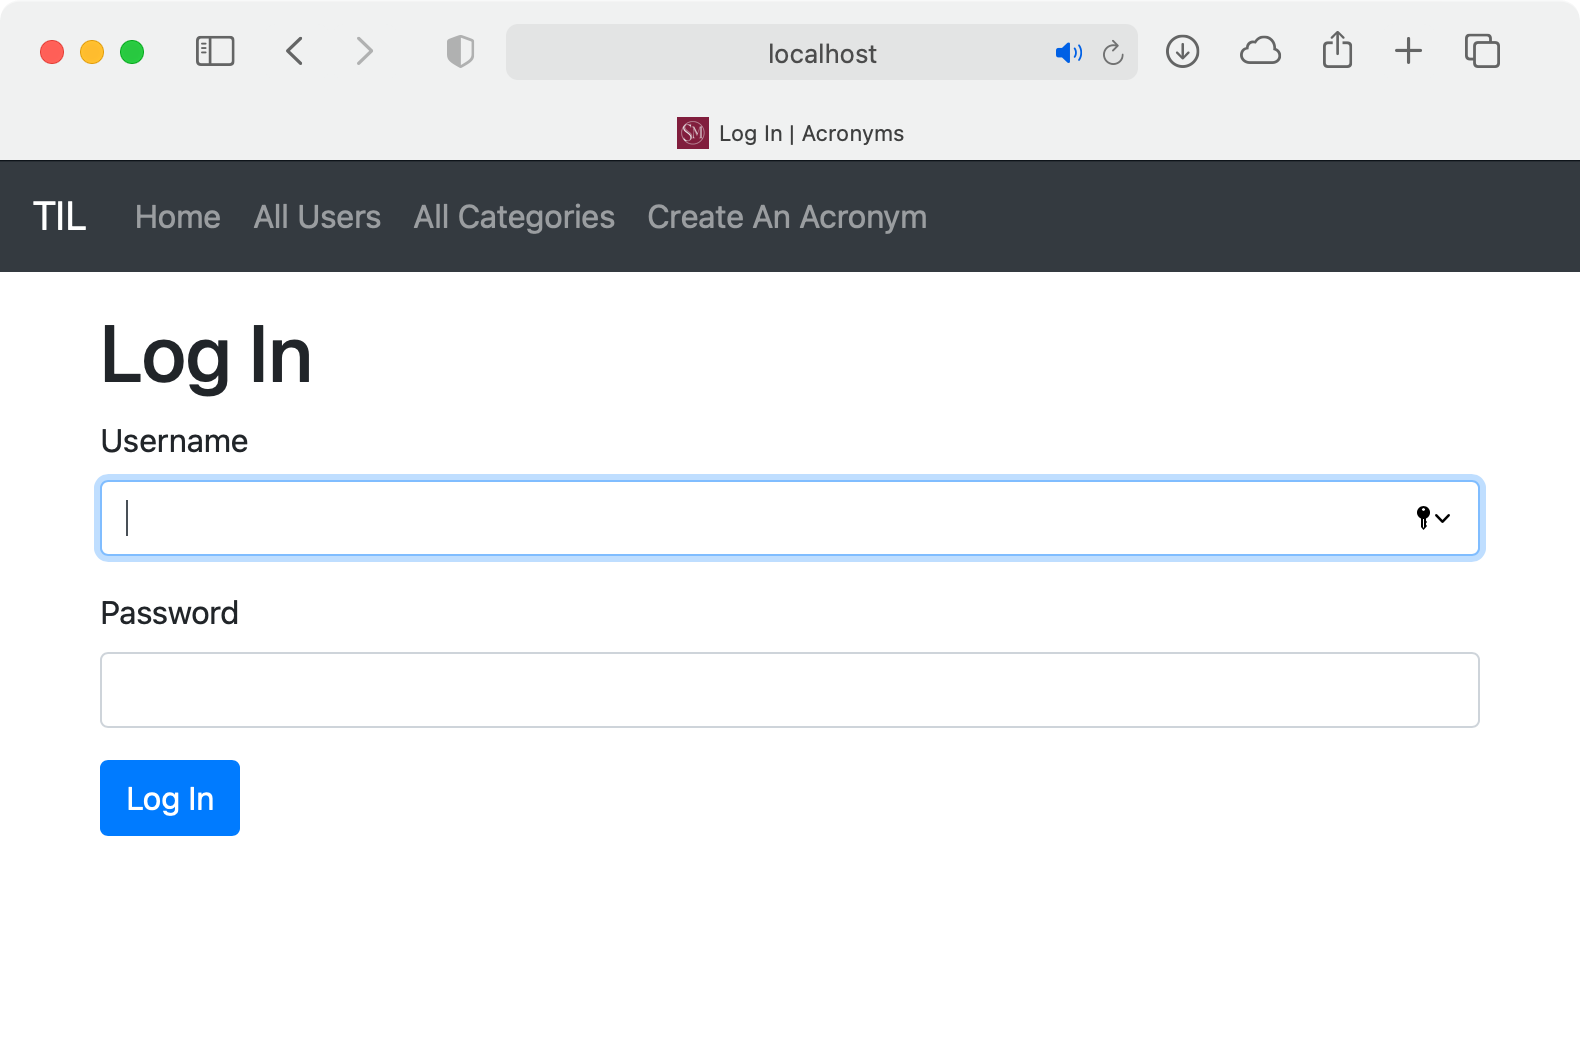 localhost
SM Log In | Acronyms
TIL Home All Users All Categories Create An Acronym
Log In
Username
Password
Log In